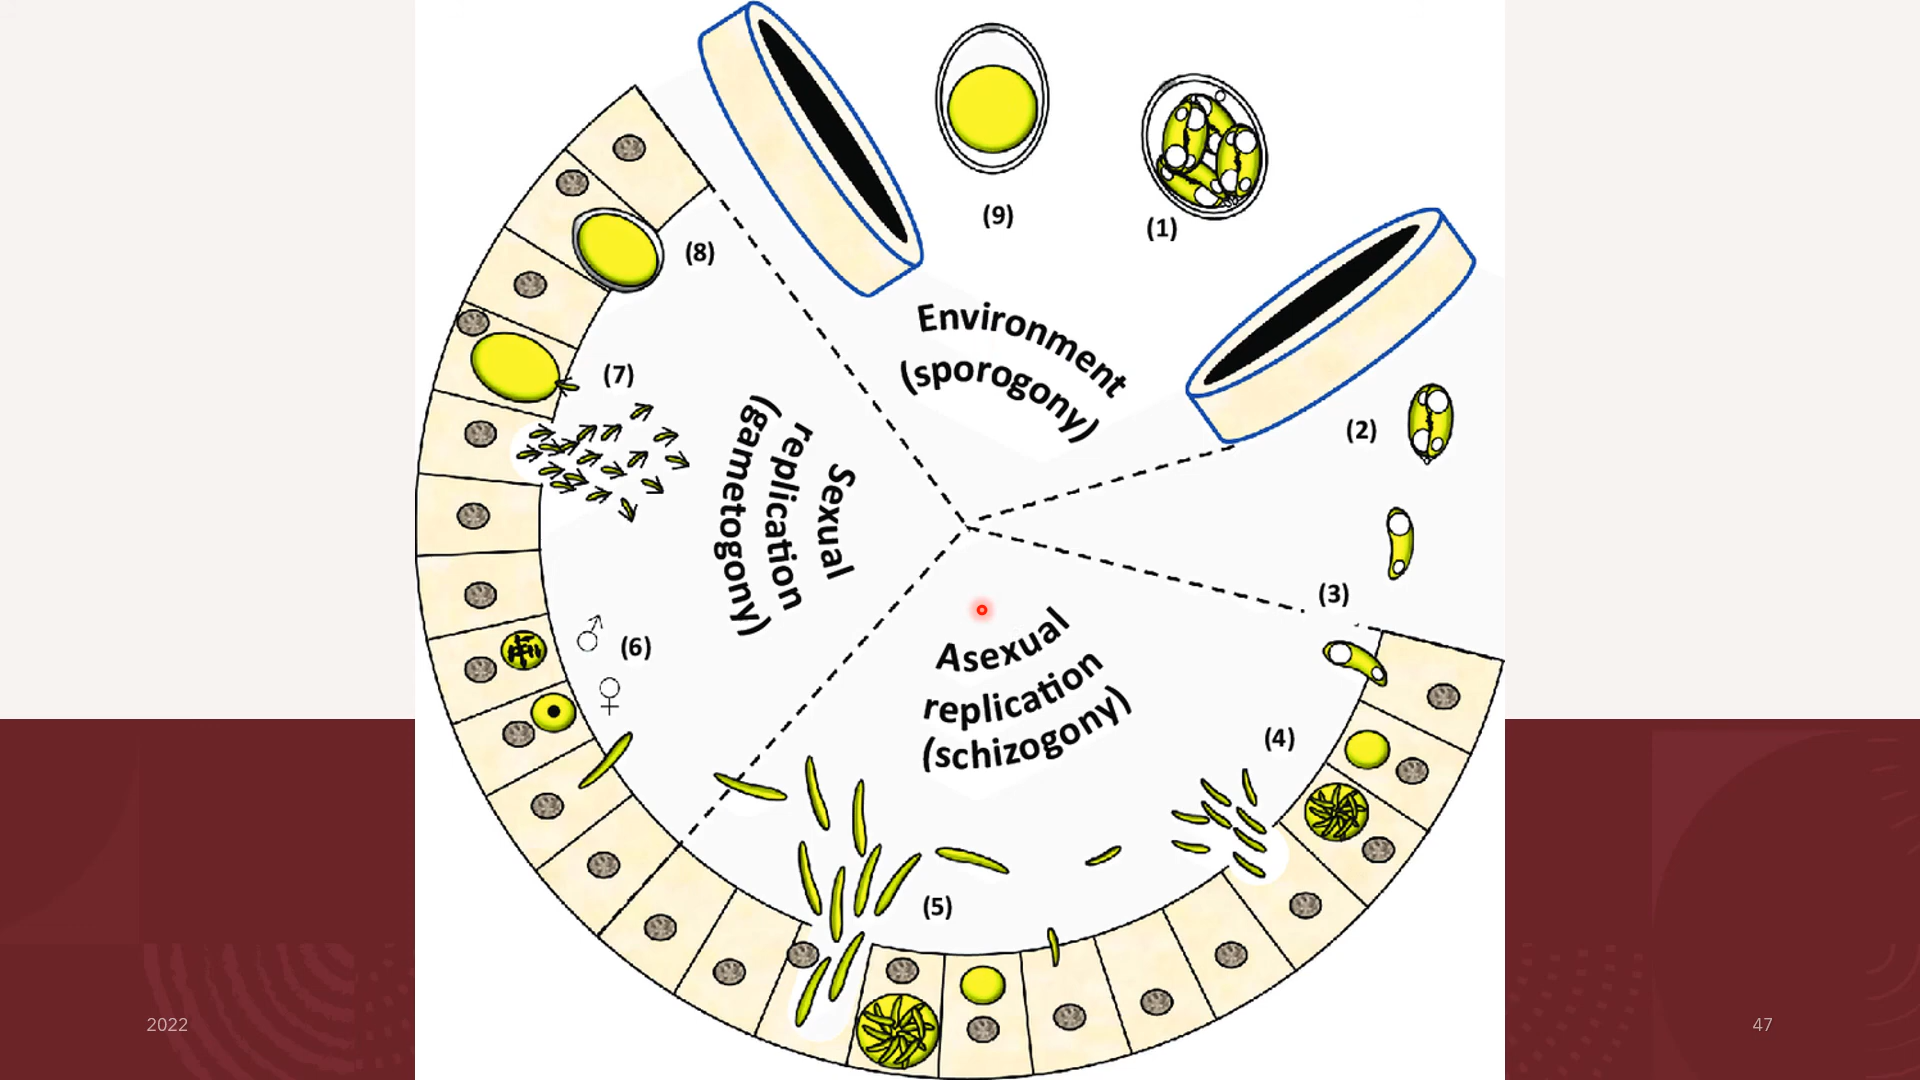 (9)
(1)
(8)
Environment
(sporogony)
(2)
(7)
Sexual
replication
(gametogony)
(3)
(6)
Asexual
replication
(schizogony)
(4)
(5)
2022
47